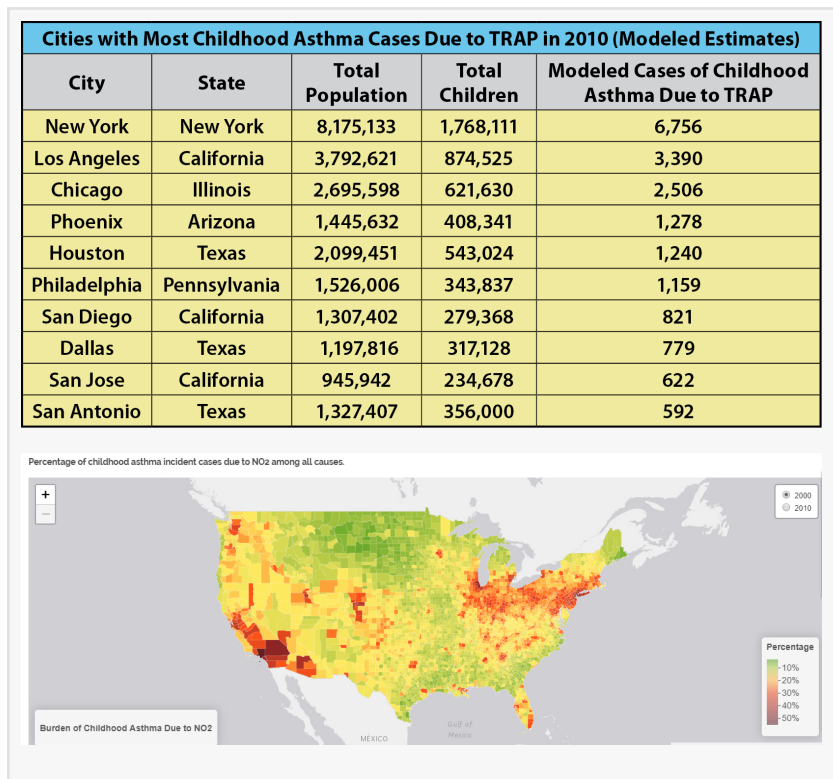 Cities with Most Childhood Asthma Cases Due to TRAP in 2010 (Modeled Estimates)
City State Total Population Total Children Modeled Cases of Childhood Asthma Due to TRAP
New York New York 8,175,133 1,768,111 6,756
Los Angeles California 3,792,621 874,525 3,390
Chicago Illinois 2,695,598 621,630 2,506
Phoenix Arizona 1,445,632 408,341 1,278
Houston Texas 2,099,451 543,024 1,240
Philadelphia Pennsylvania 1,526,006 343,837 1,159
San Diego California 1,307,402 279,368 821
Dallas Texas 1,197,816 317,128 779
San Jose California 945,942 234,678 622
San Antonio Texas 1,327,407 356,000 592
Percentage of childhood asthma incident cases due to NO2 among all causes.
+
−
2000
2010
Percentage
10%
20%
30%
40%
50%
Burden of Childhood Asthma Due to NO2
MÉXICO
Gulf of
Mexico